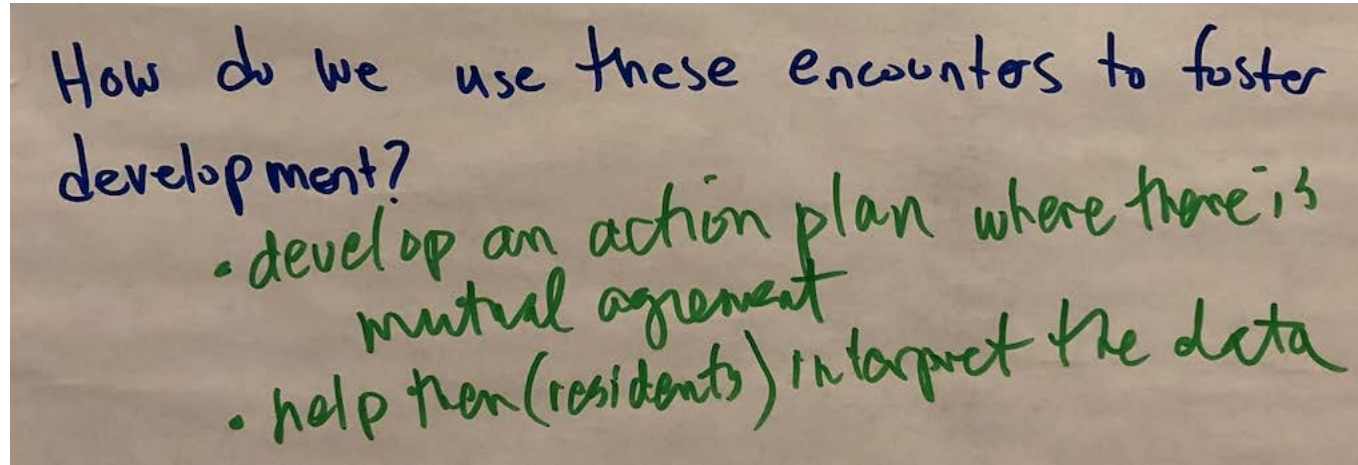 How do we use these encounters to foster
development?
• develop an action plan where there is
mutual agreement
• help them (residents) interpret the data